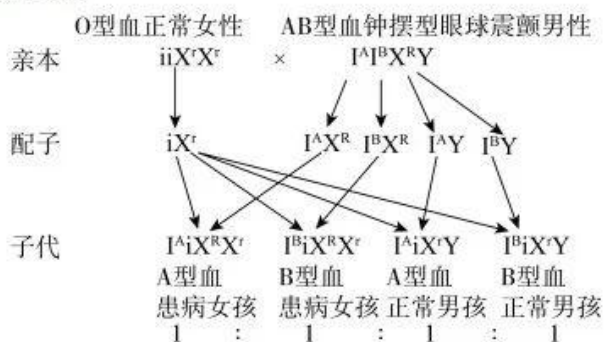 O型血正常女性 AB型血钟摆型眼球震颤男性
亲本 iiXʳXʳ × IᴬIᴮXᴿY
配子 iXʳ IᴬXᴿ IᴮXᴿ IᴬY IᴮY
子代 IᴬiXᴿXʳ IᴮiXᴿXʳ IᴬiXʳY IᴮiXʳY
A型血 B型血 A型血 B型血
患病女孩 患病女孩 正常男孩 正常男孩
1 : 1 : 1 : 1